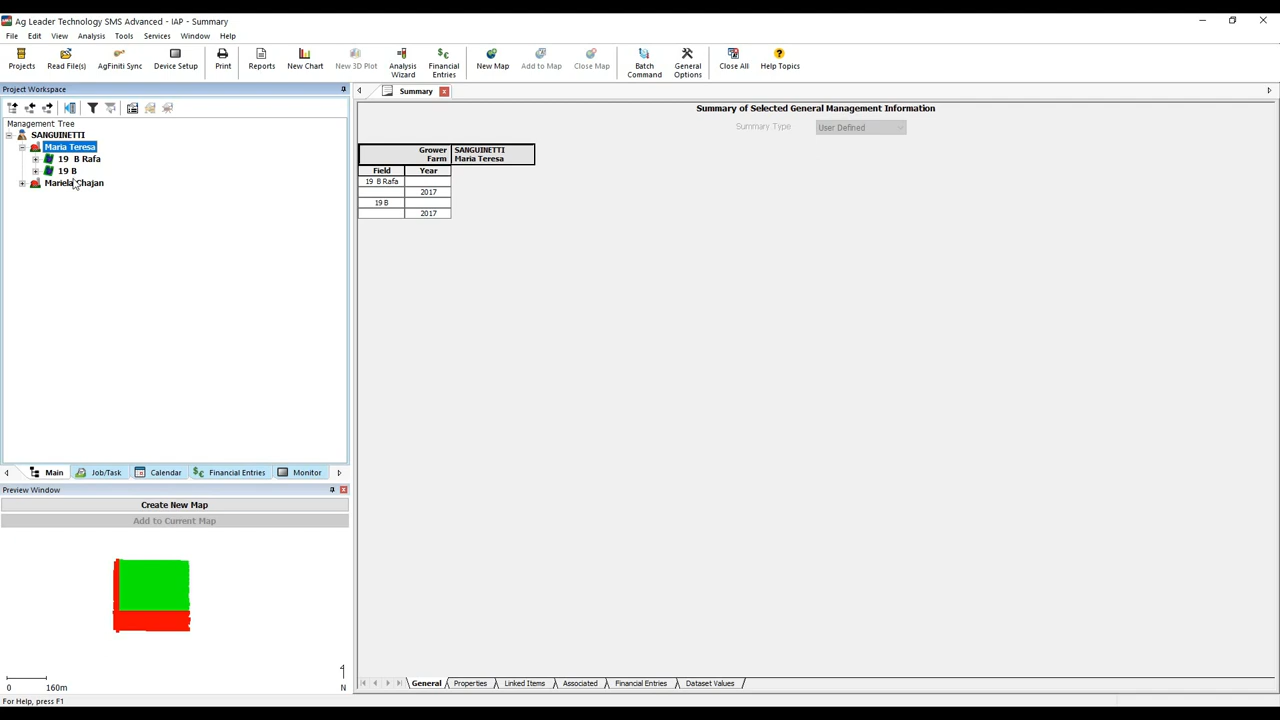 Ag Leader Technology SMS Advanced - IAP - Summary
File Edit View Analysis Tools Services Window Help
Projects Read File(s) AgFiniti Sync Device Setup Print Reports New Chart New 3D Plot Analysis Wizard Financial Entries New Map Add to Map Close Map Batch Command General Options Close All Help Topics
Project Workspace
Summary
Management Tree
SANGUINETTI
Maria Teresa
19 B Rafa
19 B
Mariela Chajan
Summary of Selected General Management Information
Summary Type User Defined
Grower SANGUINETTI
Farm Maria Teresa
Field Year
19 B Rafa
2017
19 B
2017
Main Job/Task Calendar Financial Entries Monitor
Preview Window
Create New Map
Add to Current Map
0 160m
N
General Properties Linked Items Associated Financial Entries Dataset Values
For Help, press F1